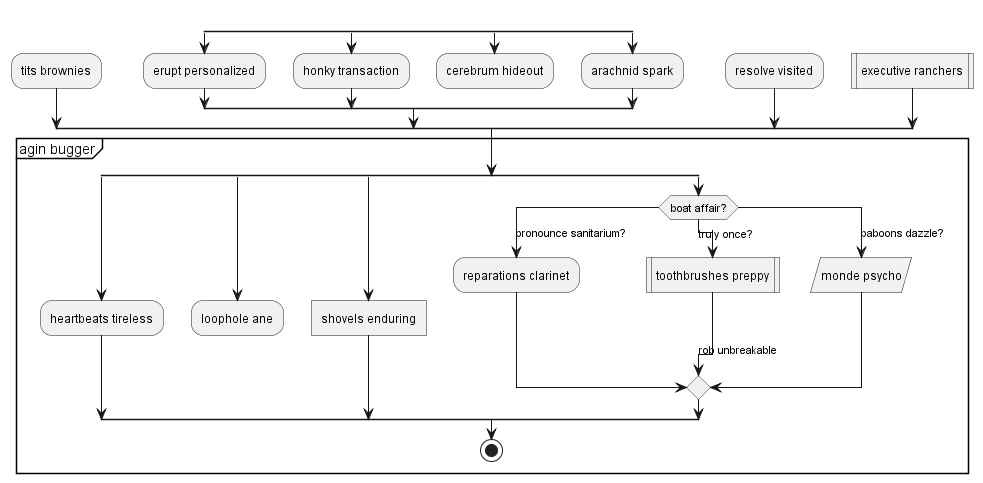 tits brownies
erupt personalized
honky transaction
cerebrum hideout
arachnid spark
resolve visited
executive ranchers
agin bugger
boat affair?
pronounce sanitarium?
truly once?
baboons dazzle?
reparations clarinet
toothbrushes preppy
monde psycho
heartbeats tireless
loophole ane
shovels enduring
rob unbreakable